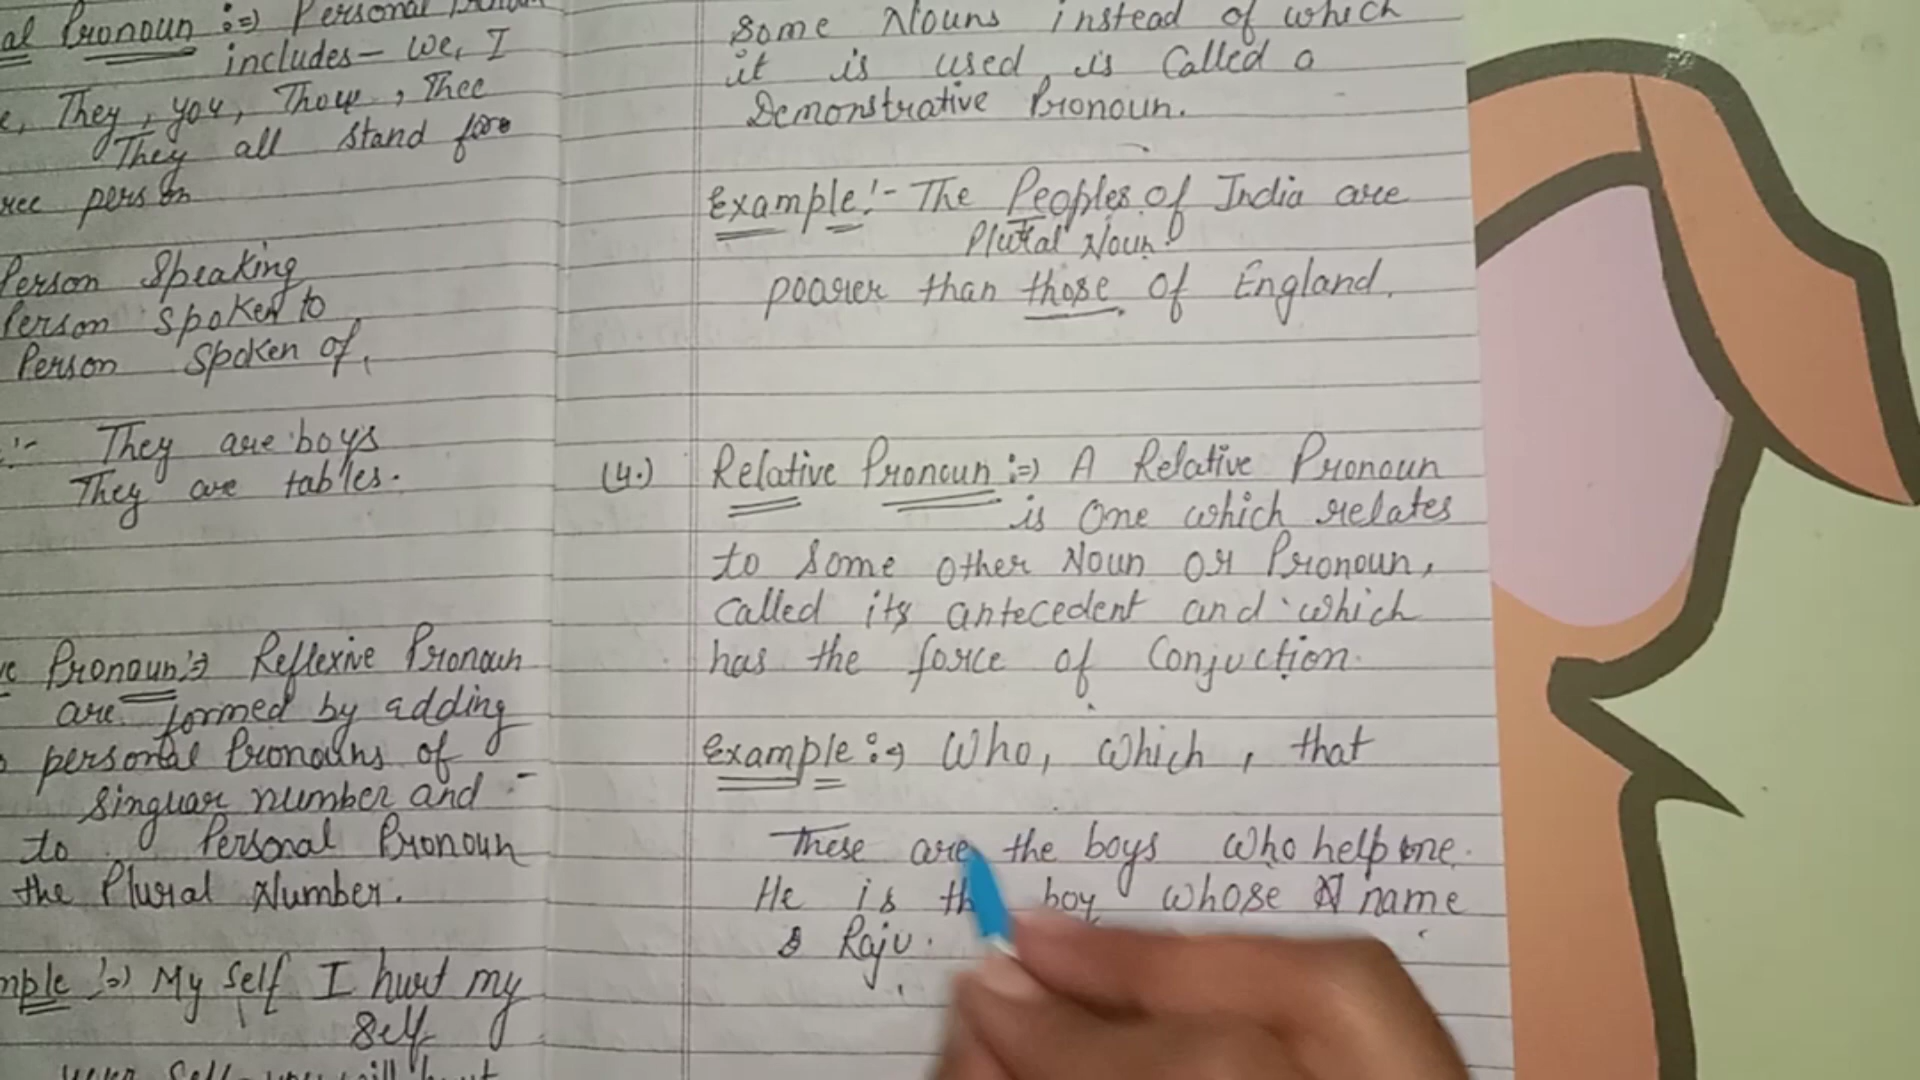 al Pronoun :=) Personal
includes- We, I
They, you, Thou, Thee
They all stand for
person
Person Speaking
Person Spoken to
Person Spoken of,
:- They are boys
They are tables.
Pronoun:=) Reflexive Pronoun
are formed by adding
personal Pronouns of
Singuar number and -
to Personal Pronoun
the Plural Number.
mple :=) My Self I hurt my
Self
Some Nouns instead of which
it is used, is Called a
Demonstrative Pronoun.
Example:- The Peoples of India are
Plural Noun
poorer than those of England.
(4.) Relative Pronoun :=) A Relative Pronoun
is One which relates
to Some other Noun or Pronoun,
Called its antecedent and which
has the force of Conjuction.
Example :=) Who, Which, that
These are the boys Who help me.
He is th boy whose name
is Raju.